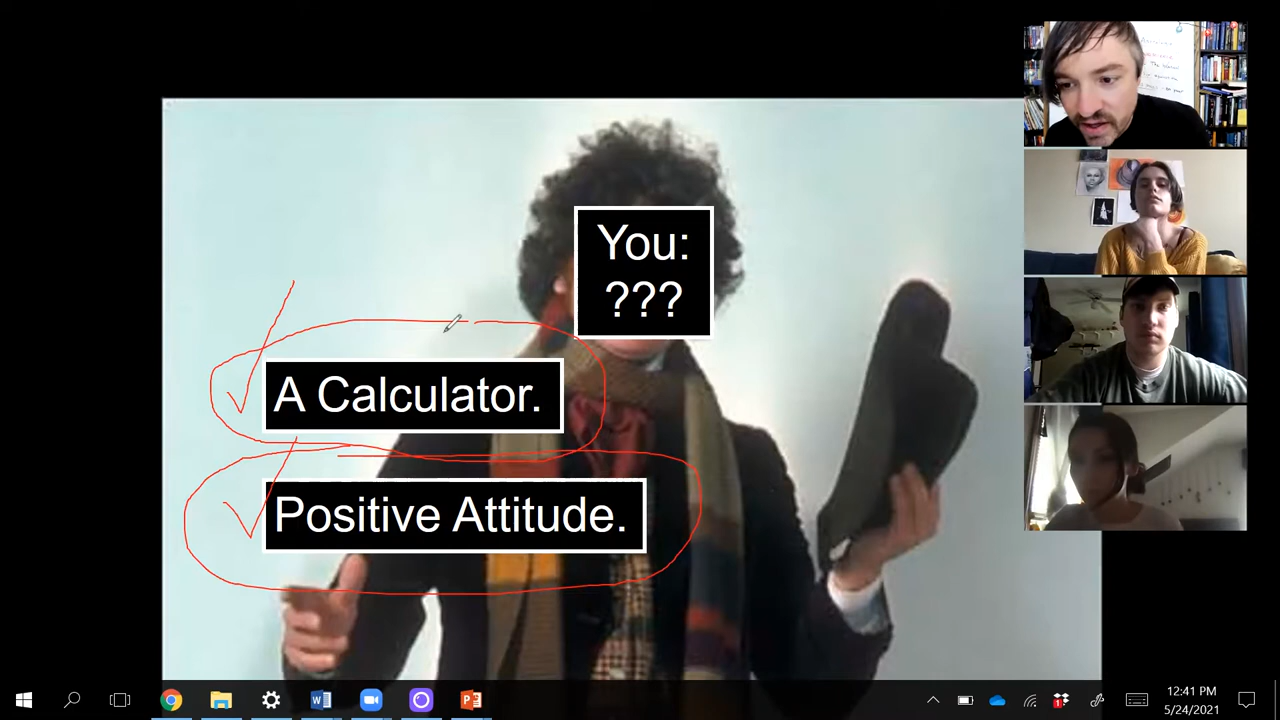 You:
???
A Calculator.
Positive Attitude.
12:41 PM
5/24/2021